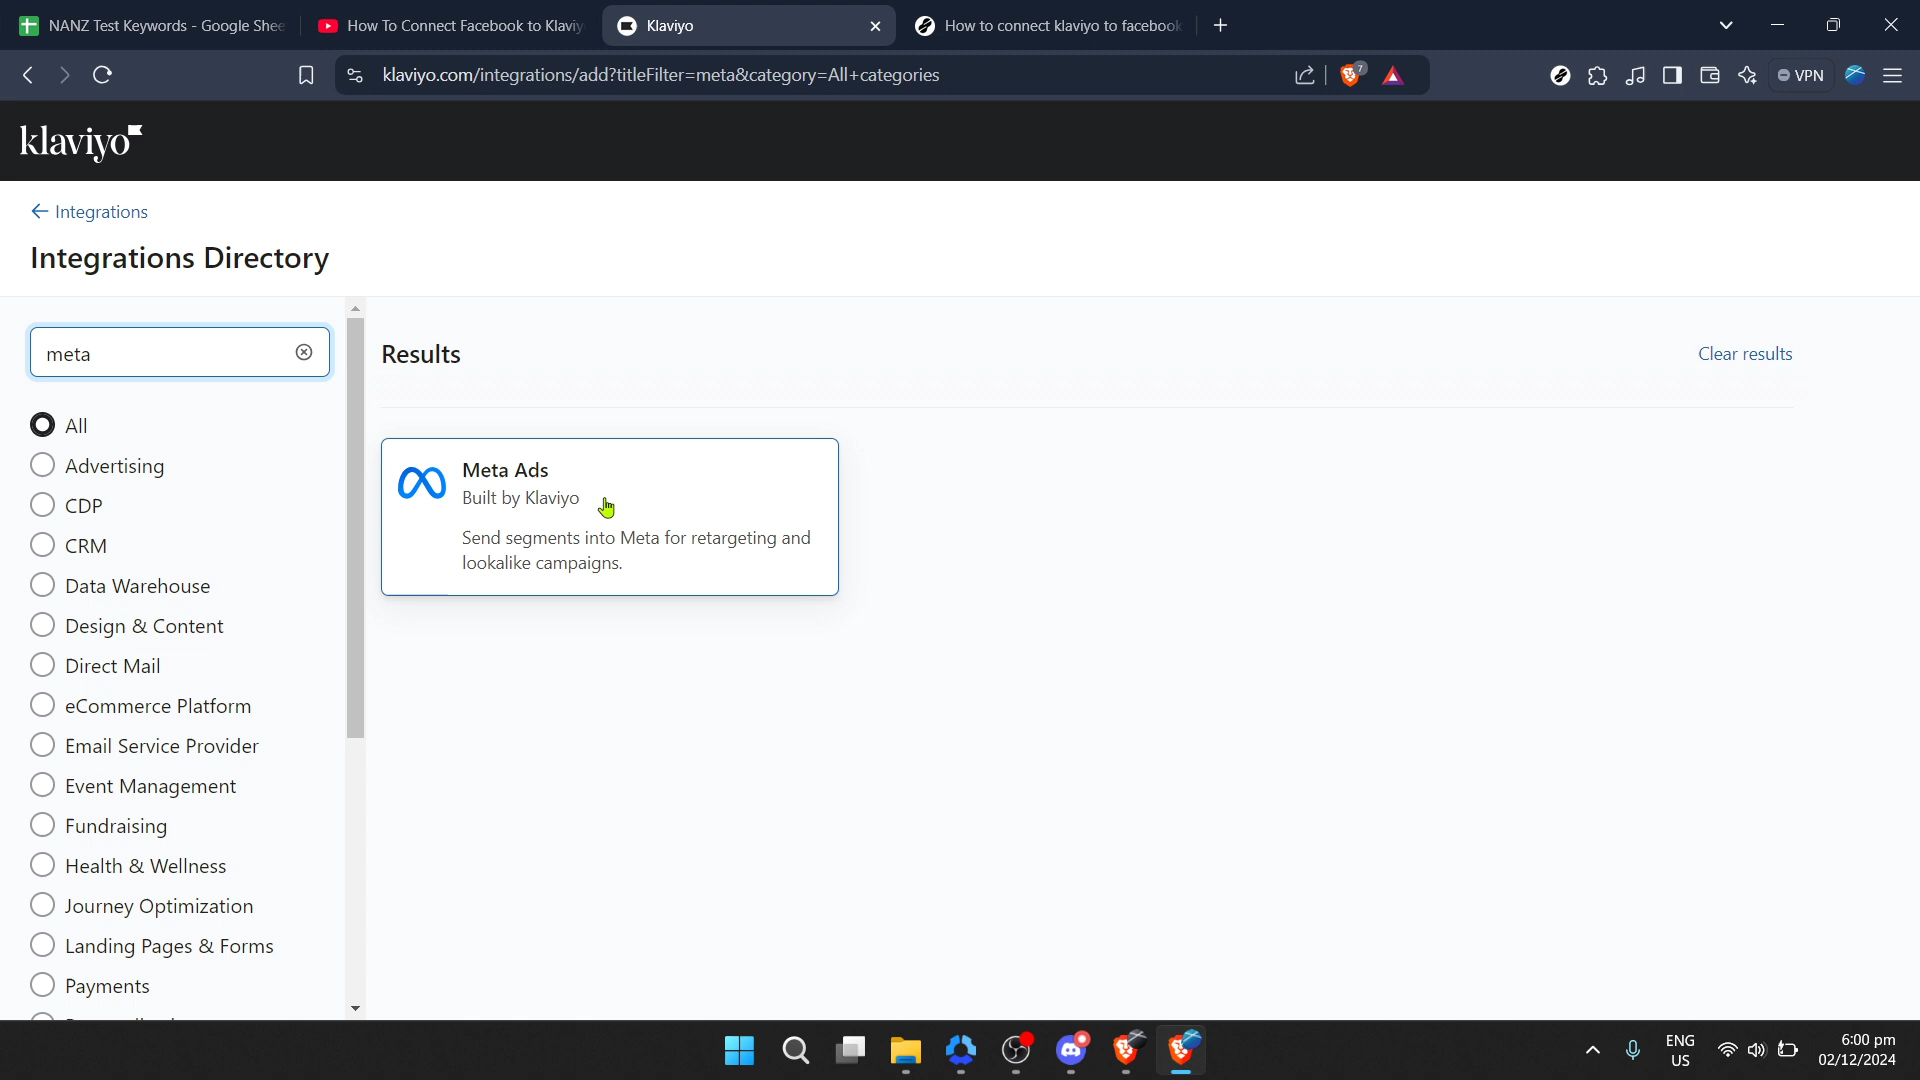 NANZ Test Keywords - Google Shee
How To Connect Facebook to Klaviy
Klaviyo
How to connect klaviyo to facebook
klaviyo.com/integrations/add?titleFilter=meta&category=All+categories
7
VPN
klaviyo
Integrations
Integrations Directory
meta
Results
Clear results
All
Advertising
CDP
CRM
Data Warehouse
Design & Content
Direct Mail
eCommerce Platform
Email Service Provider
Event Management
Fundraising
Health & Wellness
Journey Optimization
Landing Pages & Forms
Payments
Meta Ads
Built by Klaviyo
Send segments into Meta for retargeting and
lookalike campaigns.
ENG
US
6:00 pm
02/12/2024